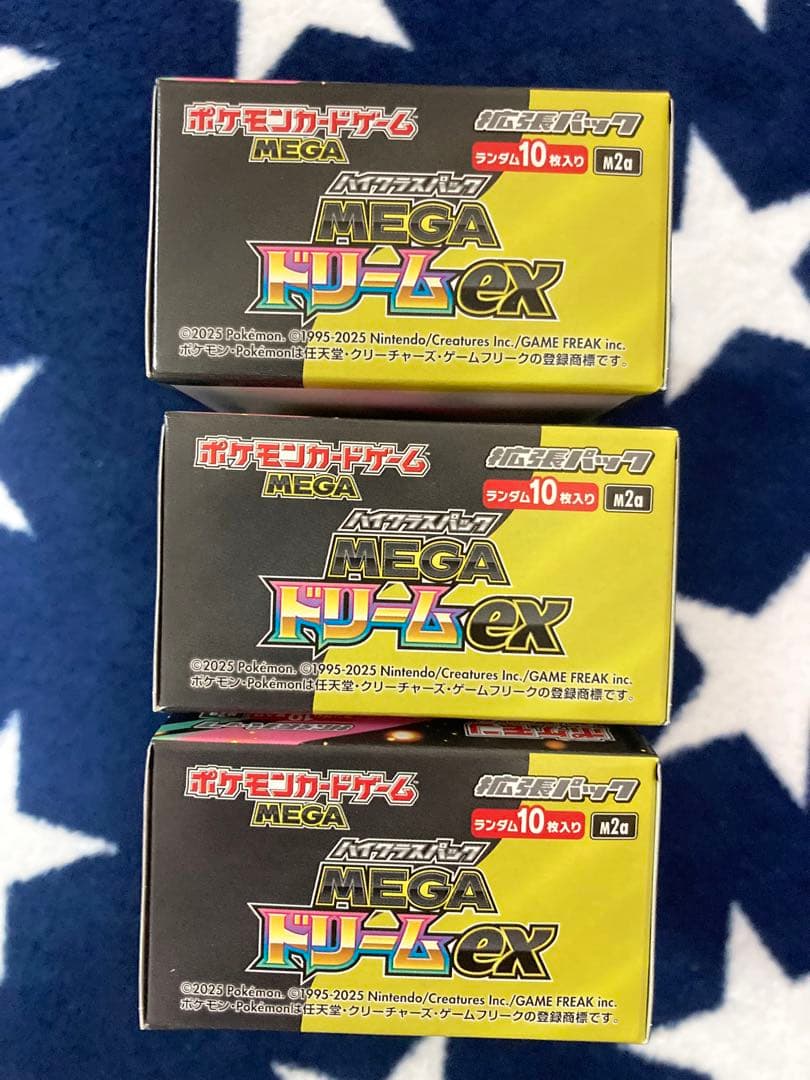 ポケモンカードゲーム
MEGA
拡張パック
ランダム10枚入り
M2a
ハイクラスパック
MEGA
ドリームex
©2025 Pokémon. ©1995-2025 Nintendo/Creatures Inc./GAME FREAK inc.
ポケモン・Pokémonは任天堂・クリーチャーズ・ゲームフリークの登録商標です。
ポケモンカードゲーム
MEGA
拡張パック
ランダム10枚入り
M2a
ハイクラスパック
MEGA
ドリームex
©2025 Pokémon. ©1995-2025 Nintendo/Creatures Inc./GAME FREAK inc.
ポケモン・Pokémonは任天堂・クリーチャーズ・ゲームフリークの登録商標です。
ポケモン
ポケモンカードゲーム
MEGA
拡張パック
ランダム10枚入り
M2a
ハイクラスパック
MEGA
ドリームex
©2025 Pokémon. ©1995-2025 Nintendo/Creatures Inc./GAME FREAK inc.
ポケモン・Pokémonは任天堂・クリーチャーズ・ゲームフリークの登録商標です。